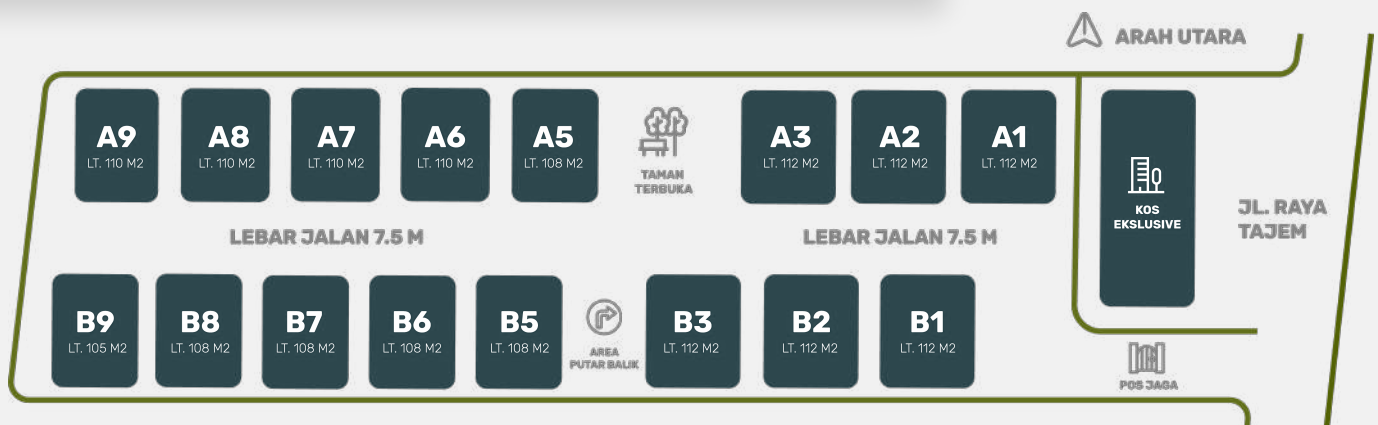 ARAH UTARA
A9
LT. 110 M2
A8
LT. 110 M2
A7
LT. 110 M2
A6
LT. 110 M2
A5
LT. 108 M2
TAMAN
TERBUKA
A3
LT. 112 M2
A2
LT. 112 M2
A1
LT. 112 M2
KOS
EKSLUSIVE
JL. RAYA
TAJEM
LEBAR JALAN 7.5 M
LEBAR JALAN 7.5 M
B9
LT. 105 M2
B8
LT. 108 M2
B7
LT. 108 M2
B6
LT. 108 M2
B5
LT. 108 M2
AREA
PUTAR BALIK
B3
LT. 112 M2
B2
LT. 112 M2
B1
LT. 112 M2
POS JAGA